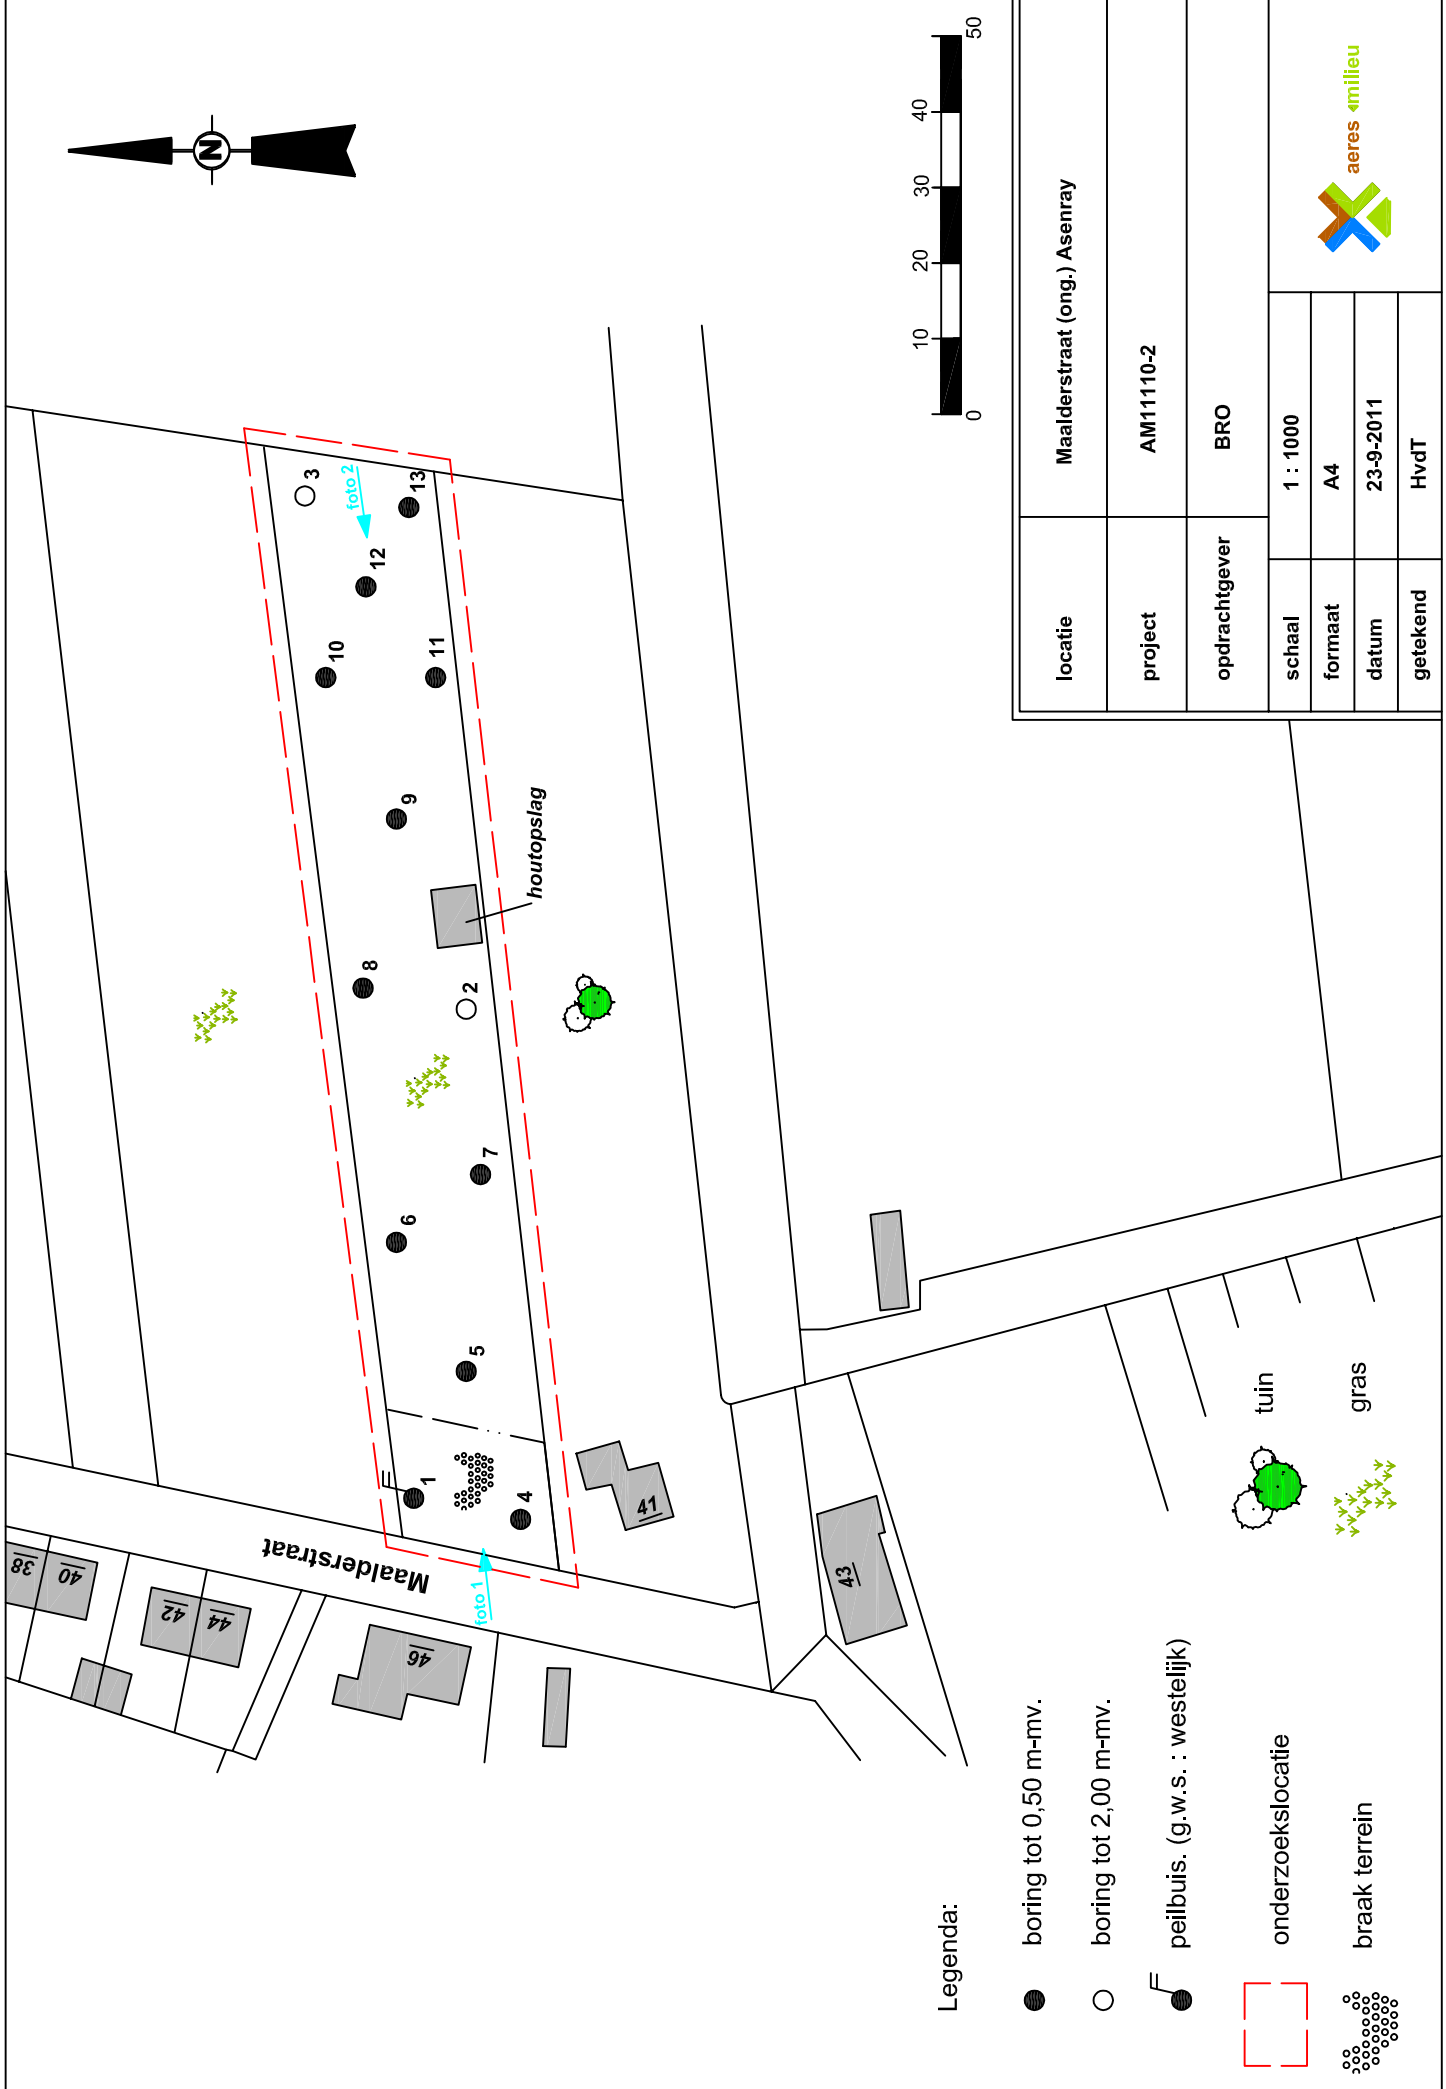 N
38
40
42
44
46
Maalderstraat
foto 1
foto 2
1
2
3
4
5
6
7
8
9
10
11
12
13
houtopslag
41
43
0 10 20 30 40 50
Legenda:
boring tot 0,50 m-mv.
boring tot 2,00 m-mv.
peilbuis. (g.w.s. : westelijk)
onderzoekslocatie
braak terrein
tuin
gras
locatie Maalderstraat (ong.) Asenray
project AM11110-2
opdrachtgever BRO
schaal 1 : 1000
formaat A4
datum 23-9-2011
getekend HvdT
aeres milieu